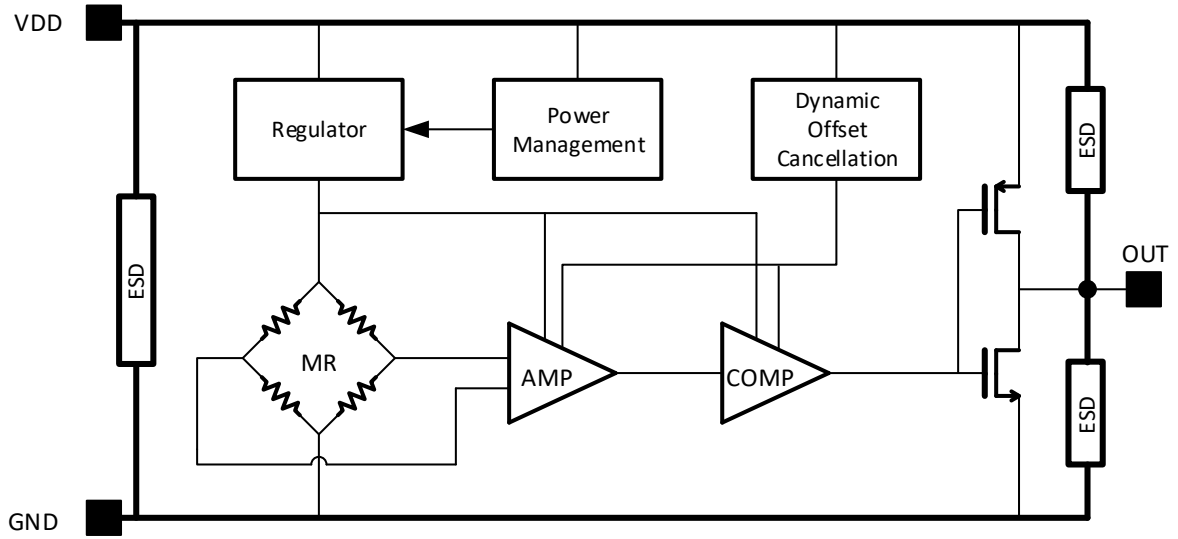 VDD
Regulator
Power
Management
Dynamic
Offset
Cancellation
ESD
ESD
OUT
MR
AMP
COMP
ESD
GND